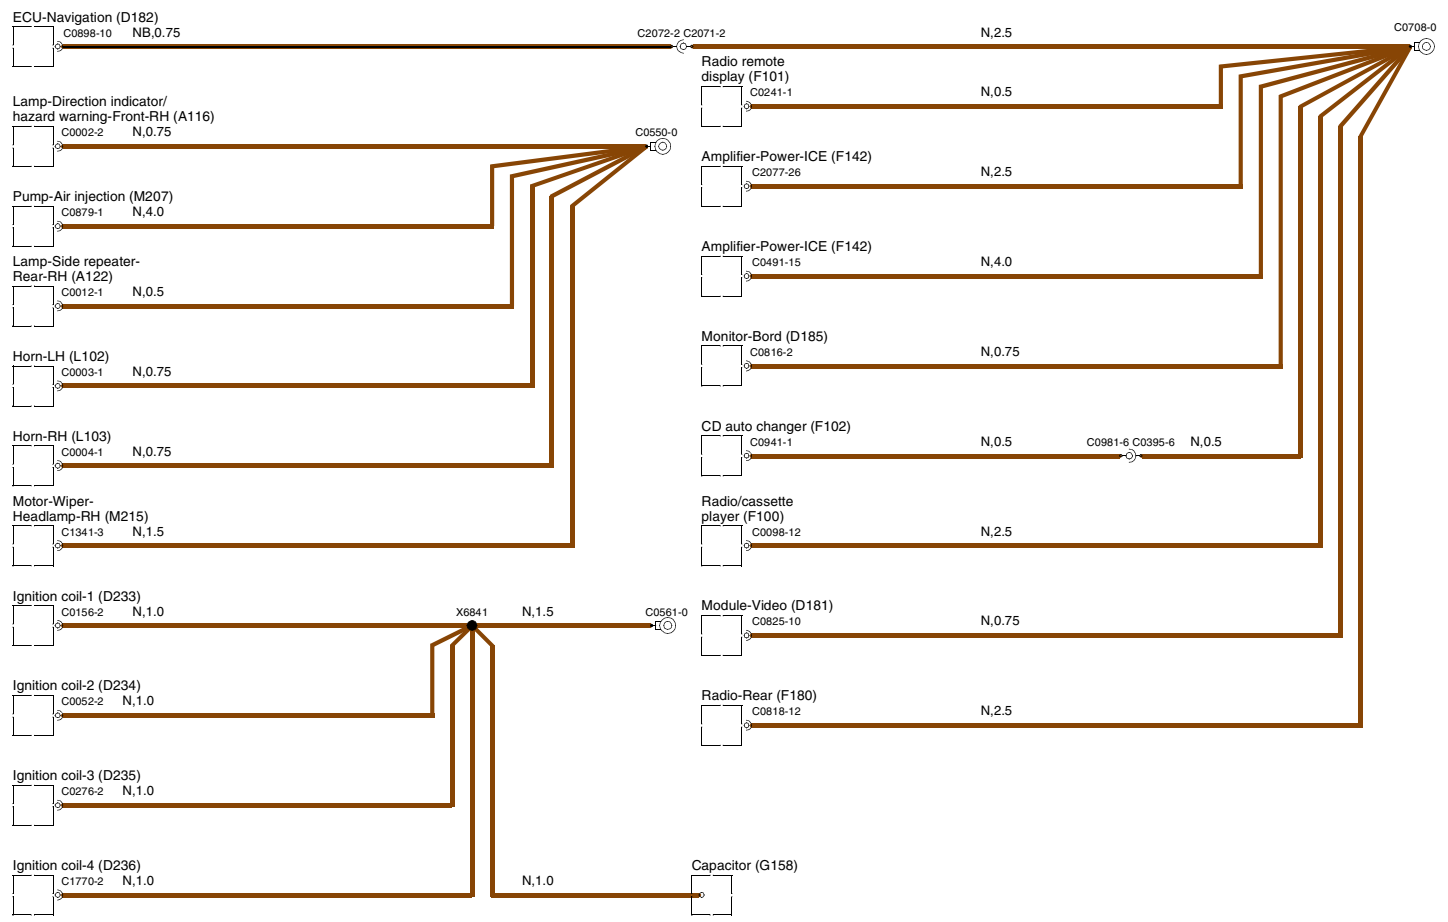 ECU-Navigation (D182)
C0898-10 NB,0.75 C2072-2 C2071-2 N,2.5 C0708-0
Lamp-Direction indicator/
hazard warning-Front-RH (A116)
C0002-2 N,0.75 C0550-0
Pump-Air injection (M207)
C0879-1 N,4.0
Lamp-Side repeater-
Rear-RH (A122)
C0012-1 N,0.5
Horn-LH (L102)
C0003-1 N,0.75
Horn-RH (L103)
C0004-1 N,0.75
Motor-Wiper-
Headlamp-RH (M215)
C1341-3 N,1.5
Ignition coil-1 (D233)
C0156-2 N,1.0 X6841 N,1.5 C0561-0
Ignition coil-2 (D234)
C0052-2 N,1.0
Ignition coil-3 (D235)
C0276-2 N,1.0
Ignition coil-4 (D236)
C1770-2 N,1.0 N,1.0
Capacitor (G158)
Radio remote
display (F101)
C0241-1 N,0.5
Amplifier-Power-ICE (F142)
C2077-26 N,2.5
Amplifier-Power-ICE (F142)
C0491-15 N,4.0
Monitor-Bord (D185)
C0816-2 N,0.75
CD auto changer (F102)
C0941-1 N,0.5 C0981-6 C0395-6 N,0.5
Radio/cassette
player (F100)
C0098-12 N,2.5
Module-Video (D181)
C0825-10 N,0.75
Radio-Rear (F180)
C0818-12 N,2.5